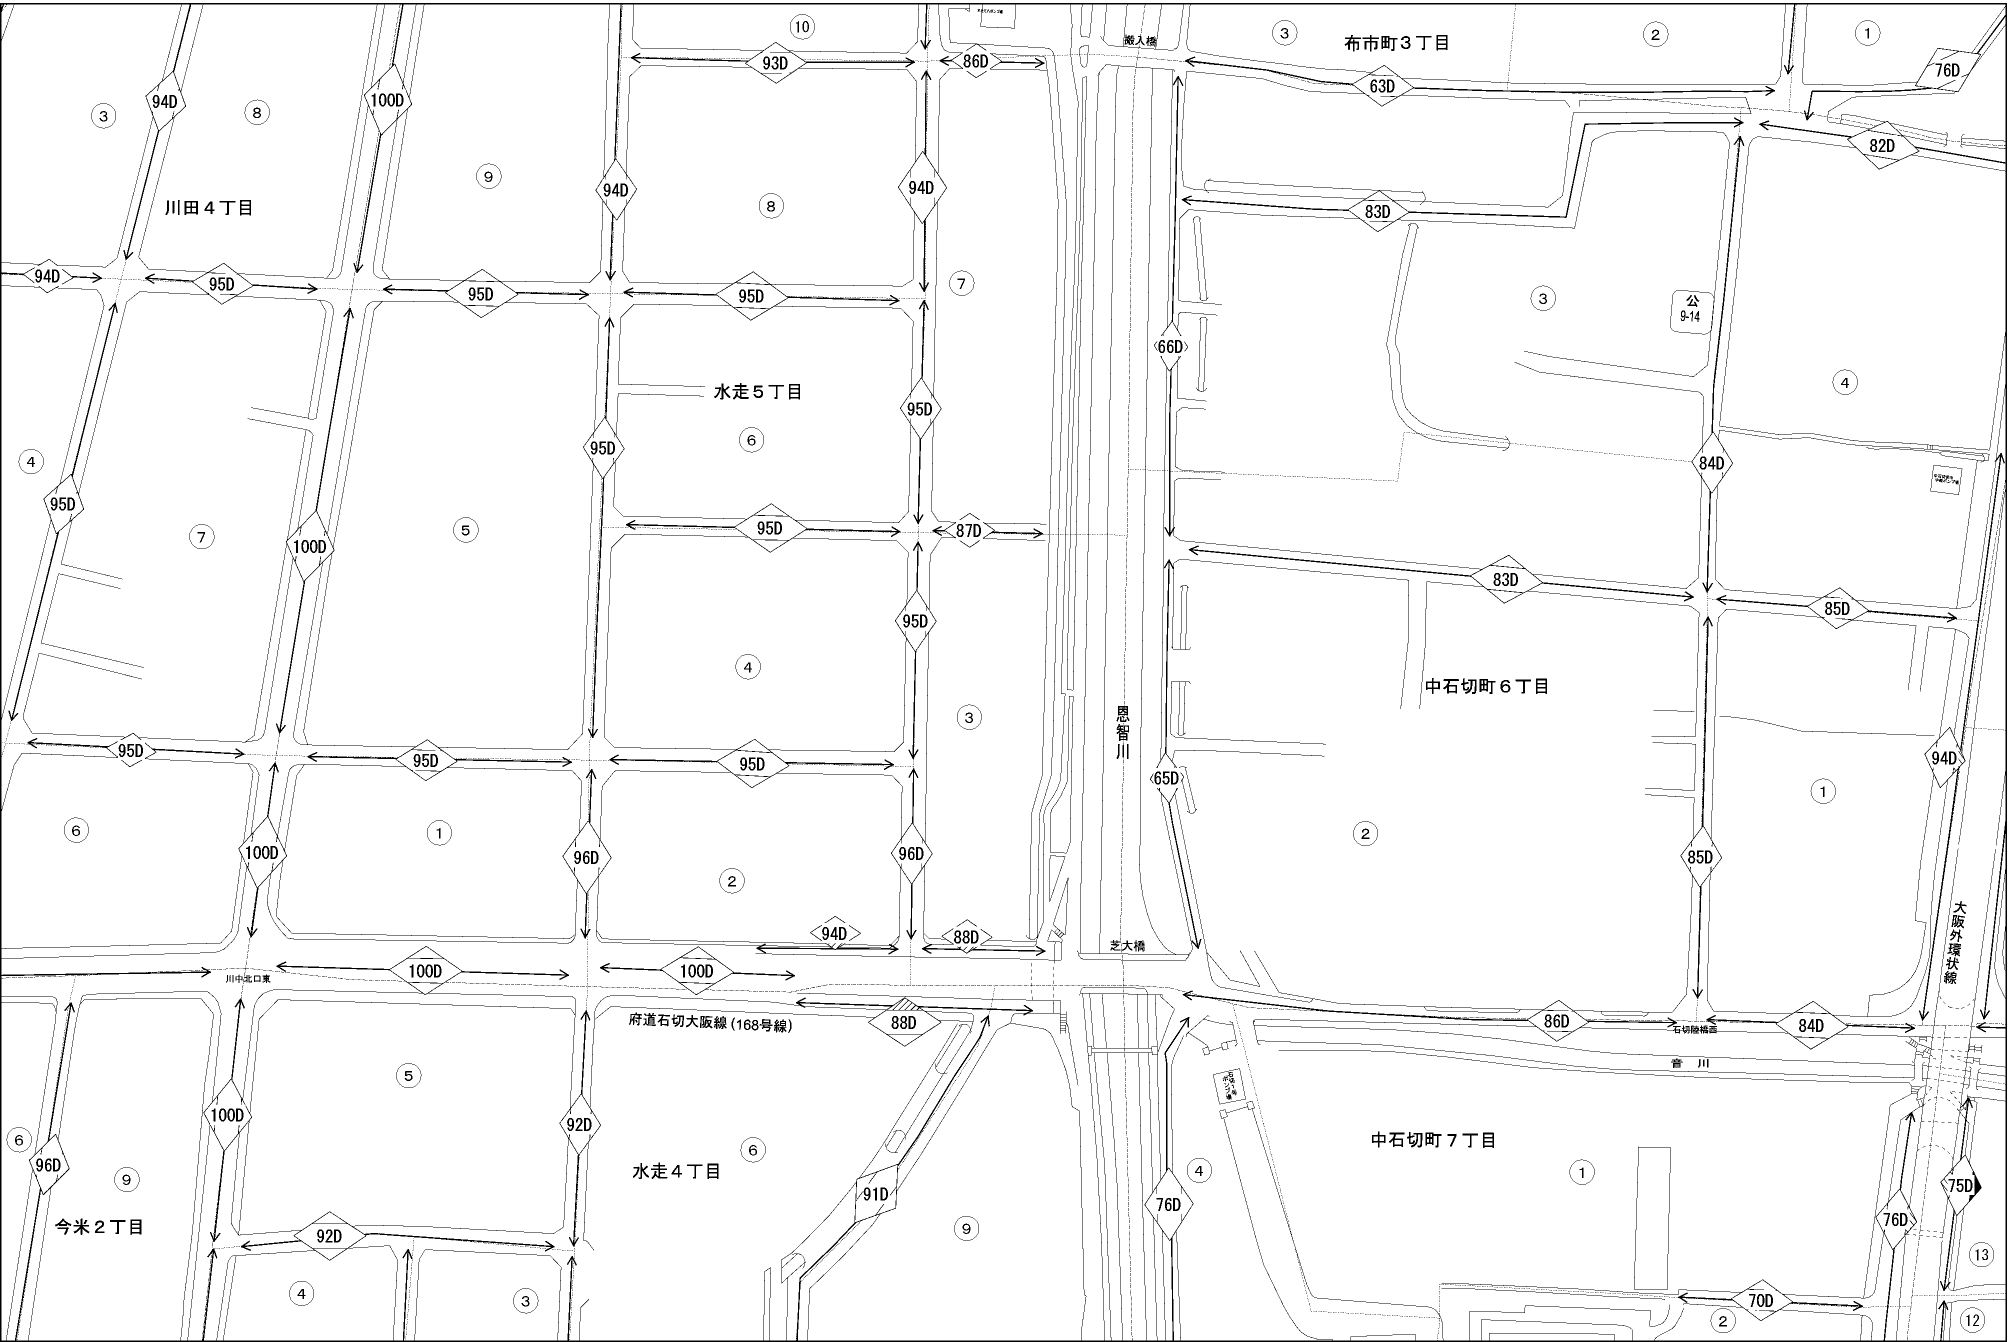 ⑩
93D
86D
搬入橋
③
布市町３丁目
②
①
76D
63D
94D
100D
③
⑧
82D
⑨
94D
94D
⑧
83D
川田４丁目
94D
95D
95D
95D
⑦
③
公
9-14
66D
水走５丁目
④
95D
⑥
95D
④
84D
95D
⑦
⑤
100D
95D
87D
83D
85D
95D
④
中石切町６丁目
③
恩智川
95D
95D
95D
65D
94D
①
⑥
①
100D
96D
96D
②
②
85D
94D
88D
芝大橋
大阪外環状線
川中北口東
100D
100D
府道石切大阪線(168号線)
88D
86D
石切陸橋西
84D
音川
⑤
100D
92D
⑥
96D
⑨
水走４丁目
⑥
91D
中石切町７丁目
④
①
76D
75D
76D
今米２丁目
92D
⑨
⑬
④
③
70D
②
⑫